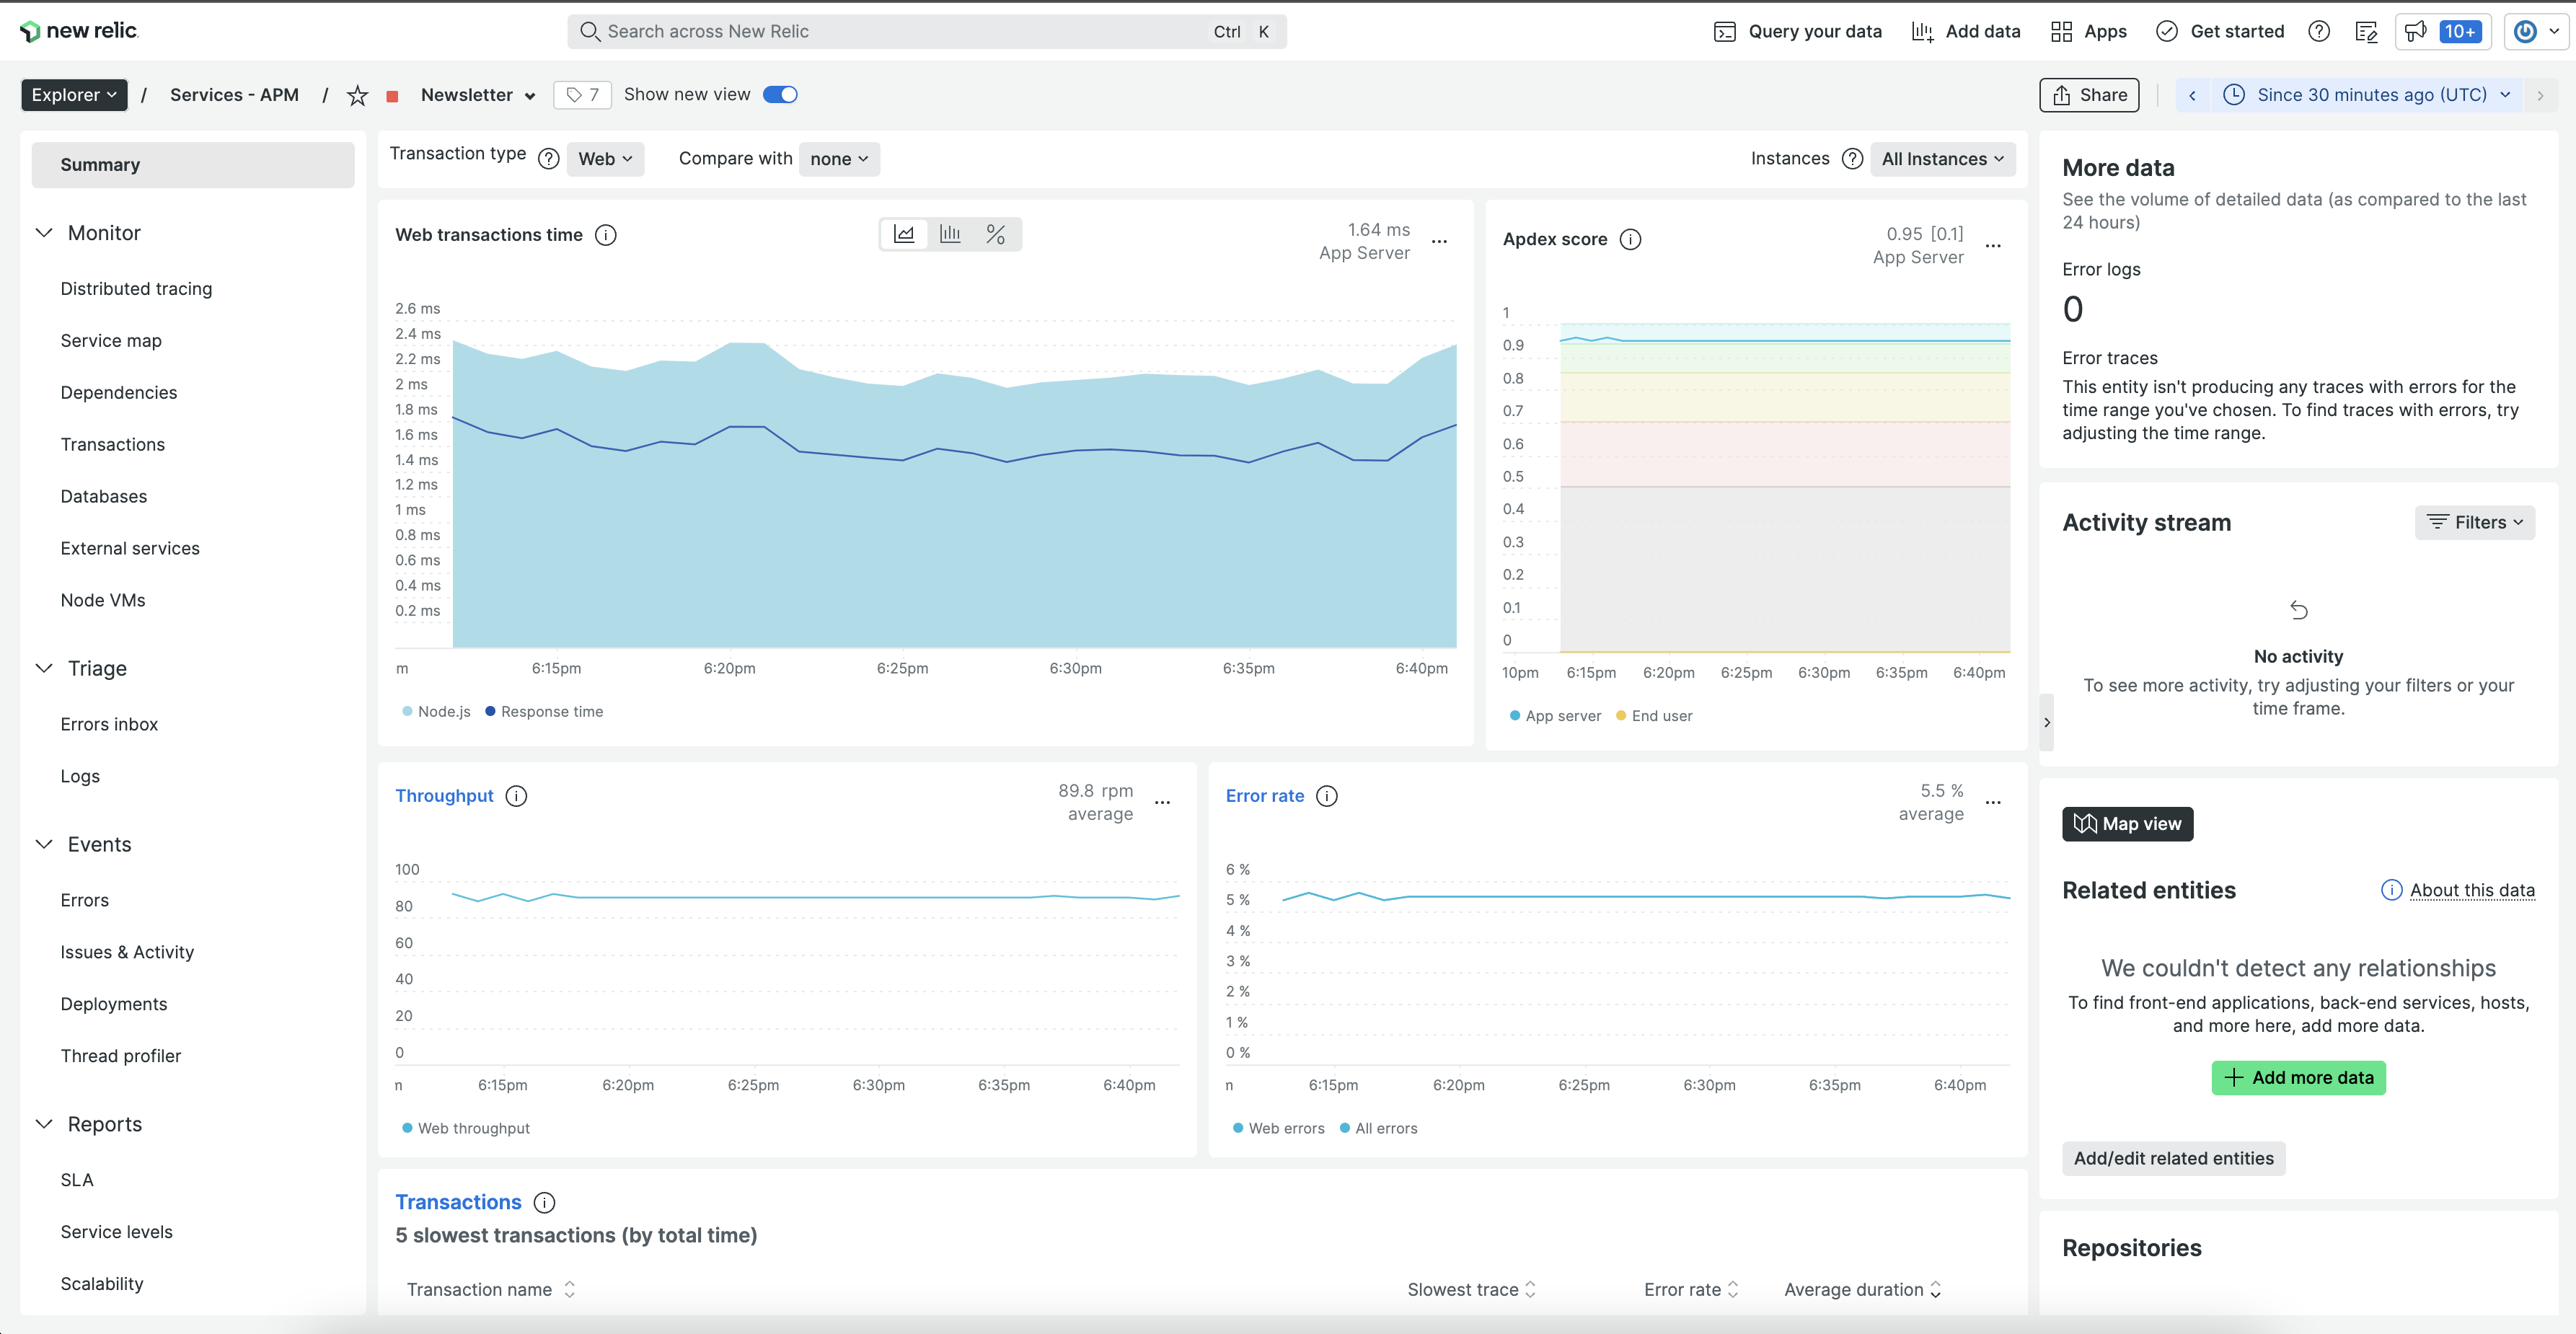 new relic
Search across New Relic Ctrl K
Query your data Add data Apps Get started 10+
Explorer / Services - APM / Newsletter 7 Show new view
Share Since 30 minutes ago (UTC)
Summary
Monitor
Distributed tracing
Service map
Dependencies
Transactions
Databases
External services
Node VMs
Triage
Errors inbox
Logs
Events
Errors
Issues & Activity
Deployments
Thread profiler
Reports
SLA
Service levels
Scalability
Transaction type Web Compare with none
Instances All Instances
Web transactions time
1.64 ms
App Server
2.6 ms
2.4 ms
2.2 ms
2 ms
1.8 ms
1.6 ms
1.4 ms
1.2 ms
1 ms
0.8 ms
0.6 ms
0.4 ms
0.2 ms
m 6:15pm 6:20pm 6:25pm 6:30pm 6:35pm 6:40pm
Node.js Response time
Apdex score
0.95 [0.1]
App Server
1
0.9
0.8
0.7
0.6
0.5
0.4
0.3
0.2
0.1
0
10pm 6:15pm 6:20pm 6:25pm 6:30pm 6:35pm 6:40pm
App server End user
Throughput
89.8 rpm
average
100
80
60
40
20
0
6:15pm 6:20pm 6:25pm 6:30pm 6:35pm 6:40pm
Web throughput
Error rate
5.5 %
average
6 %
5 %
4 %
3 %
2 %
1 %
0 %
6:15pm 6:20pm 6:25pm 6:30pm 6:35pm 6:40pm
Web errors All errors
Transactions
5 slowest transactions (by total time)
Transaction name Slowest trace Error rate Average duration
More data
See the volume of detailed data (as compared to the last
24 hours)
Error logs
0
Error traces
This entity isn't producing any traces with errors for the
time range you've chosen. To find traces with errors, try
adjusting the time range.
Activity stream Filters
No activity
To see more activity, try adjusting your filters or your
time frame.
Map view
Related entities About this data
We couldn't detect any relationships
To find front-end applications, back-end services, hosts,
and more here, add more data.
Add more data
Add/edit related entities
Repositories